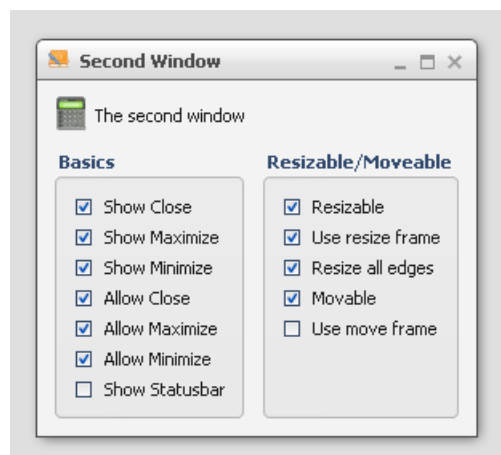 Second Window
The second window
Basics
Show Close
Show Maximize
Show Minimize
Allow Close
Allow Maximize
Allow Minimize
Show Statusbar
Resizable/Moveable
Resizable
Use resize frame
Resize all edges
Movable
Use move frame